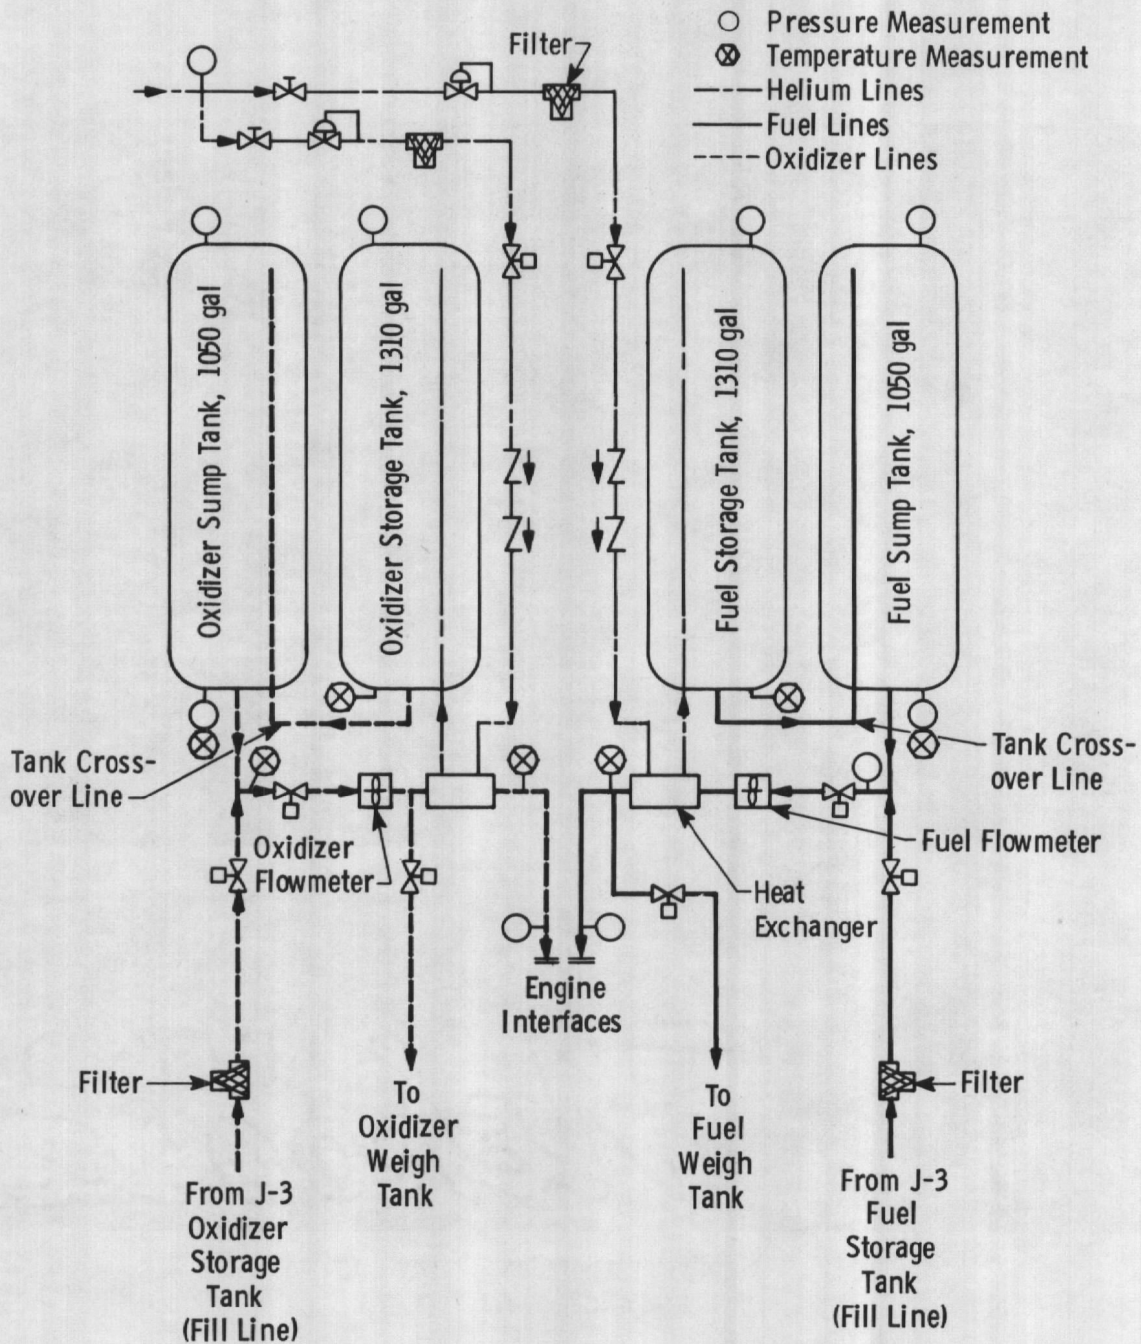 Pressure Measurement
Temperature Measurement
Helium Lines
Fuel Lines
Oxidizer Lines
Filter
Oxidizer Sump Tank, 1050 gal
Oxidizer Storage Tank, 1310 gal
Fuel Storage Tank, 1310 gal
Fuel Sump Tank, 1050 gal
Tank Cross-
over Line
Tank Cross-
over Line
Oxidizer
Flowmeter
Fuel Flowmeter
Heat
Exchanger
Engine
Interfaces
Filter
Filter
To
Oxidizer
Weigh
Tank
To
Fuel
Weigh
Tank
From J-3
Oxidizer
Storage
Tank
(Fill Line)
From J-3
Fuel
Storage
Tank
(Fill Line)